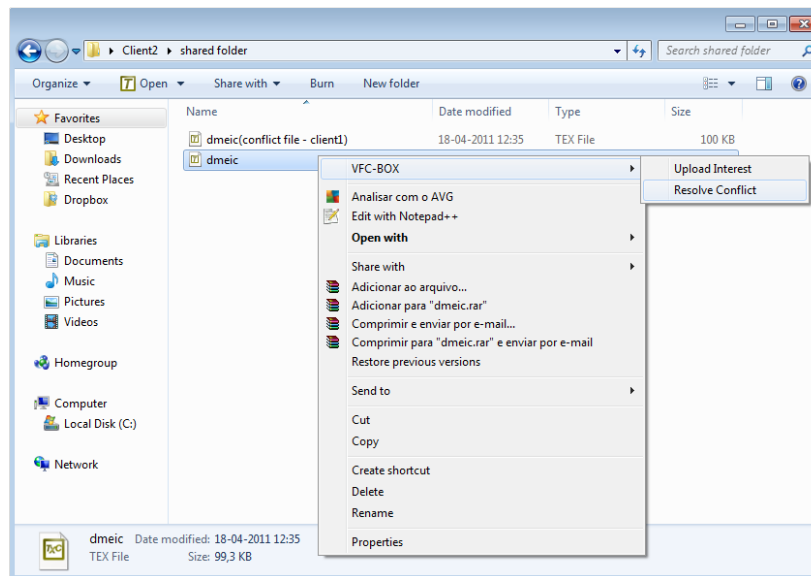 Client2 shared folder
Search shared folder
Organize Open Share with Burn New folder
Favorites
Desktop
Downloads
Recent Places
Dropbox
Libraries
Documents
Music
Pictures
Videos
Homegroup
Computer
Local Disk (C:)
Network
Name Date modified Type Size
dmeic(conflict file - client1) 18-04-2011 12:35 TEX File 100 KB
dmeic
VFC-BOX
Analisar com o AVG
Edit with Notepad++
Open with
Share with
Adicionar ao arquivo...
Adicionar para "dmeic.rar"
Comprimir e enviar por e-mail...
Comprimir para "dmeic.rar" e enviar por e-mail
Restore previous versions
Send to
Cut
Copy
Create shortcut
Delete
Rename
Properties
Upload Interest
Resolve Conflict
dmeic Date modified: 18-04-2011 12:35
TEX File Size: 99,3 KB